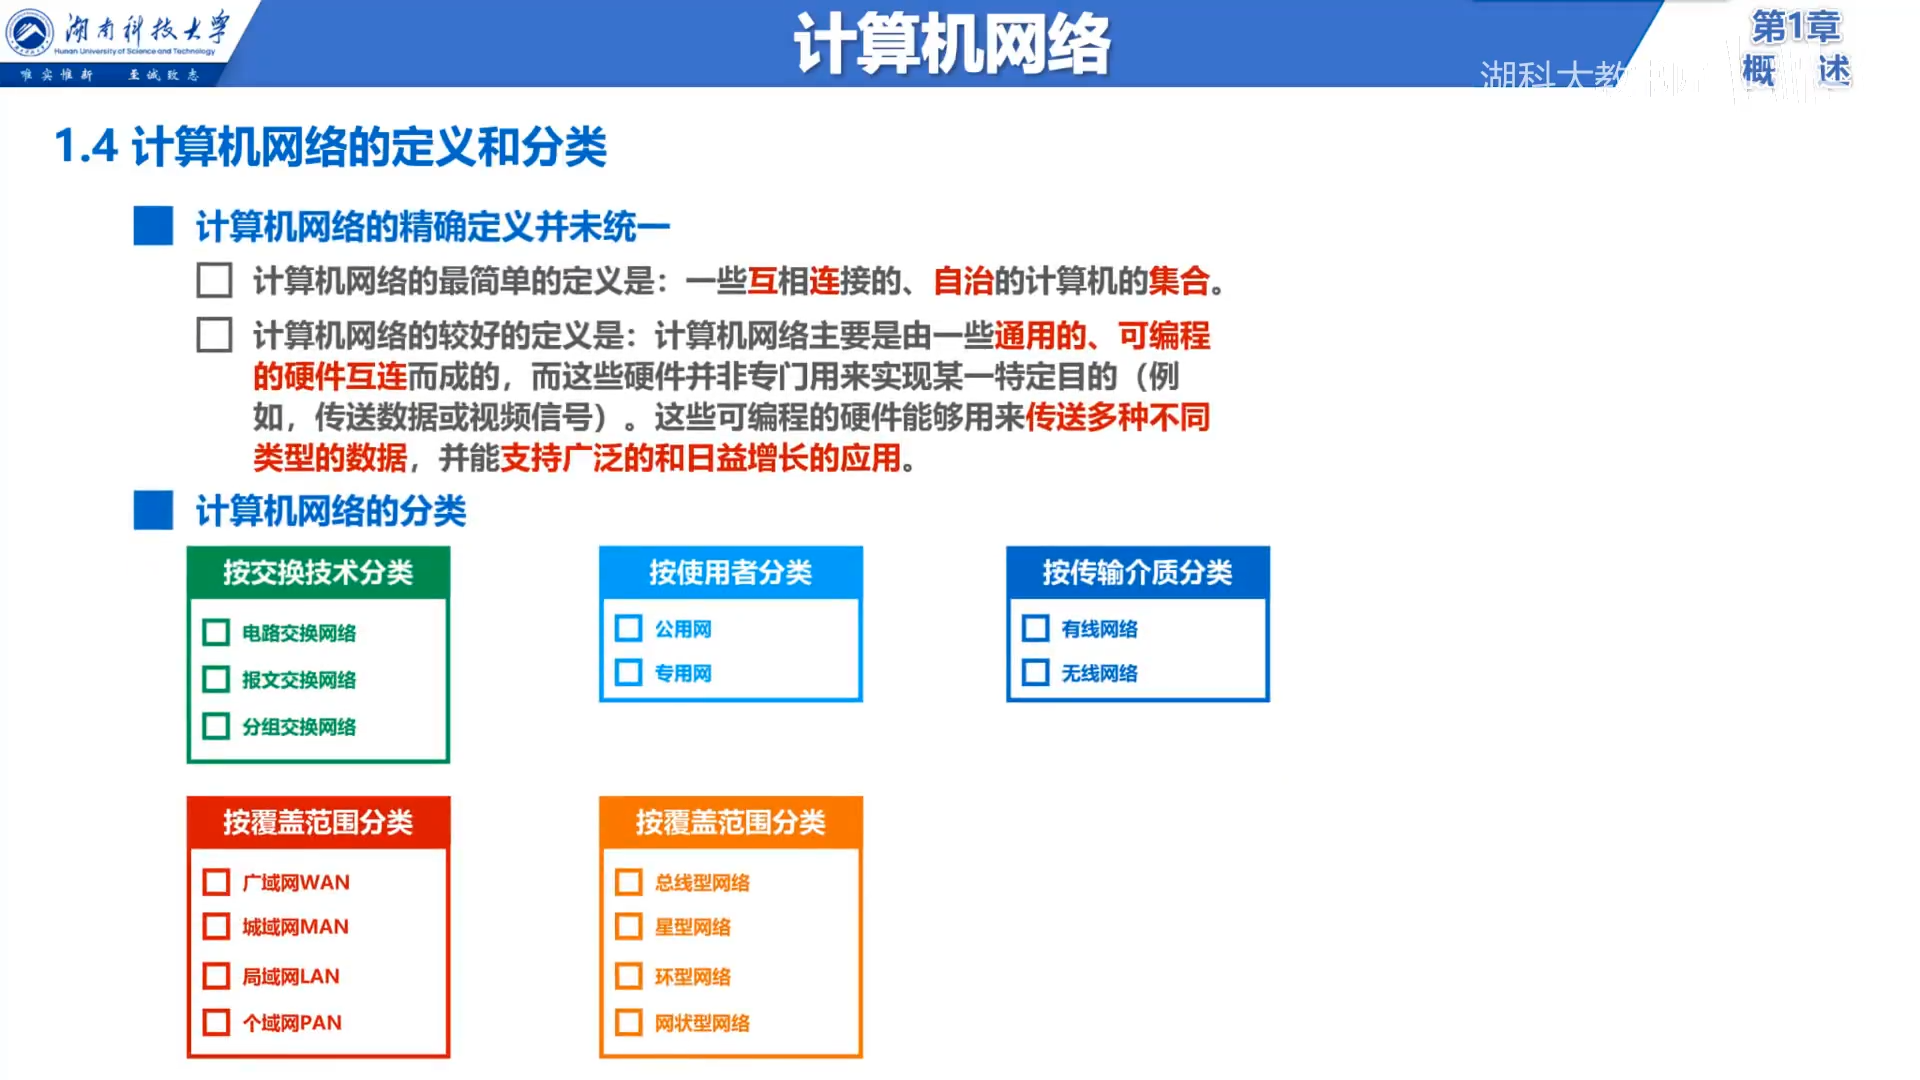 湖南科技大学
Hunan University of Science and Technology
唯实惟新 至诚致志
计算机网络
第1章
概 述
湖科大教
1.4 计算机网络的定义和分类
计算机网络的精确定义并未统一
计算机网络的最简单的定义是：一些互相连接的、自治的计算机的集合。
计算机网络的较好的定义是：计算机网络主要是由一些通用的、可编程
的硬件互连而成的，而这些硬件并非专门用来实现某一特定目的（例
如，传送数据或视频信号）。这些可编程的硬件能够用来传送多种不同
类型的数据，并能支持广泛的和日益增长的应用。
计算机网络的分类
按交换技术分类
电路交换网络
报文交换网络
分组交换网络
按使用者分类
公用网
专用网
按传输介质分类
有线网络
无线网络
按覆盖范围分类
广域网WAN
城域网MAN
局域网LAN
个域网PAN
按覆盖范围分类
总线型网络
星型网络
环型网络
网状型网络